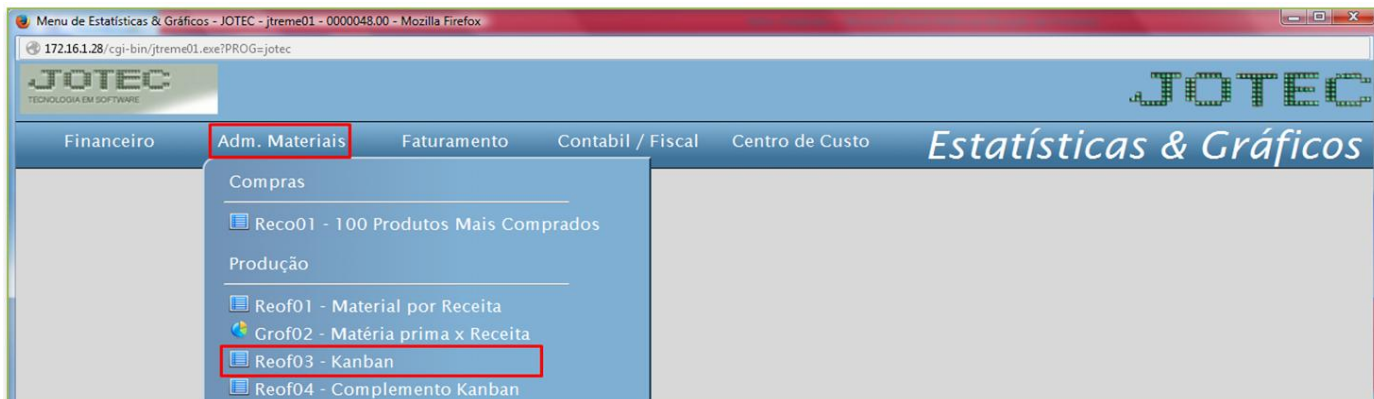 Menu de Estatísticas & Gráficos - JOTEC - jtreme01 - 0000048.00 - Mozilla Firefox
172.16.1.28/cgi-bin/jtreme01.exe?PROG=jotec
JOTEC
TECNOLOGIA EM SOFTWARE
JOTEC
Financeiro Adm. Materiais Faturamento Contabil / Fiscal Centro de Custo Estatísticas & Gráficos
Compras
Reco01 - 100 Produtos Mais Comprados
Produção
Reof01 - Material por Receita
Grof02 - Matéria prima x Receita
Reof03 - Kanban
Reof04 - Complemento Kanban